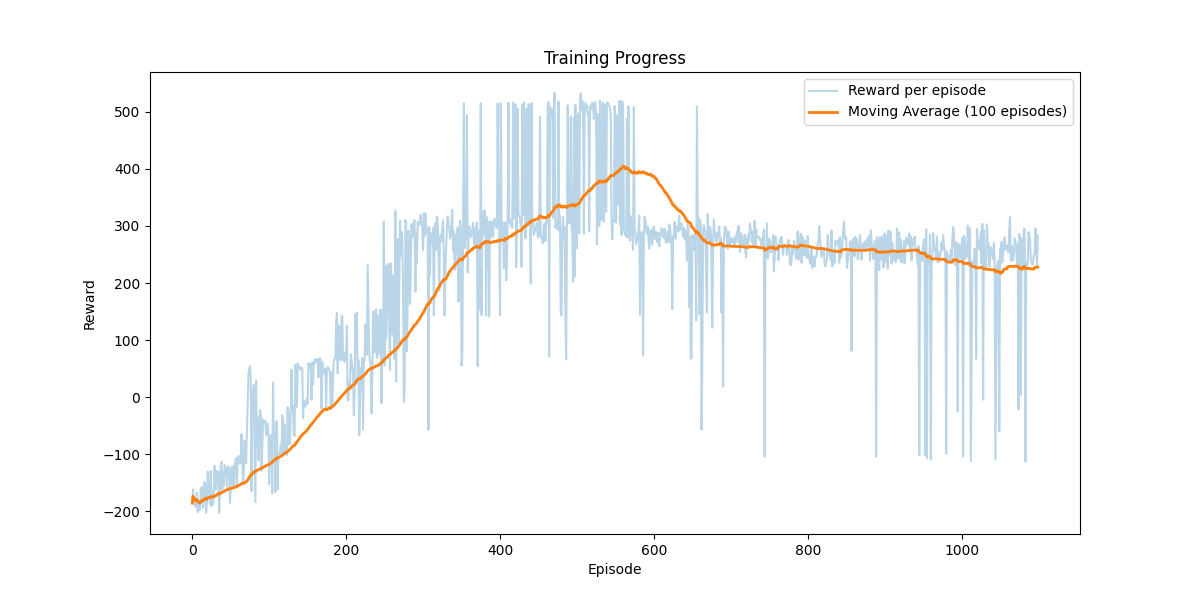 Training Progress
Reward per episode
Moving Average (100 episodes)
500
400
300
200
100
0
−100
−200
Reward
0 200 400 600 800 1000
Episode